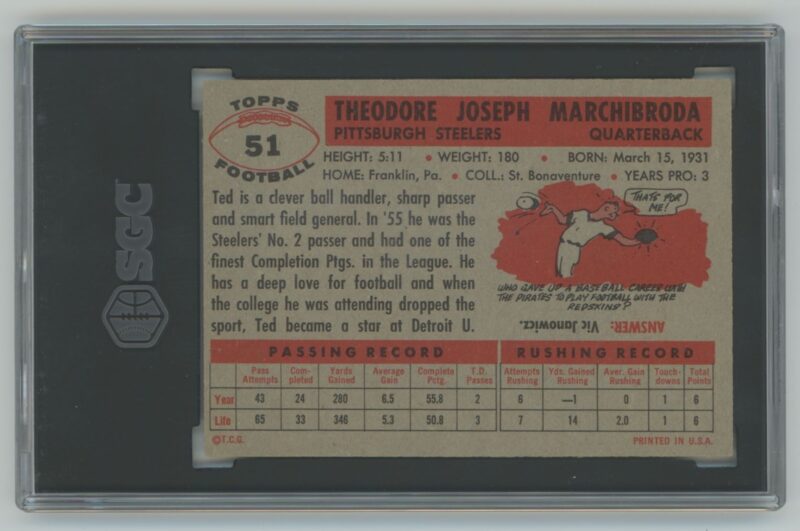 SGC
TOPPS
51
FOOTBALL
THEODORE JOSEPH MARCHIBRODA
PITTSBURGH STEELERS QUARTERBACK
HEIGHT: 5:11 • WEIGHT: 180 • BORN: March 15, 1931
HOME: Franklin, Pa. • COLL.: St. Bonaventure • YEARS PRO: 3
Ted is a clever ball handler, sharp passer
and smart field general. In '55 he was the
Steelers' No. 2 passer and had one of the
finest Completion Ptgs. in the League. He
has a deep love for football and when
the college he was attending dropped the
sport, Ted became a star at Detroit U.
THATS FOR
ME!
WHO GAVE UP A BASEBALL CAREER WITH
THE PIRATES TO PLAY FOOTBALL WITH THE
REDSKINS?
ANSWER: Vic Janowicz.
PASSING RECORD
Pass Attempts Com-pleted Yards Gained Average Gain Complete Pctg. T.D. Passes
Year 43 24 280 6.5 55.8 2
Life 65 33 346 5.3 50.8 3
RUSHING RECORD
Attempts Rushing Yds. Gained Rushing Aver. Gain Rushing Touch-downs Total Points
6 —1 0 1 6
7 14 2.0 1 6
©T.C.G. PRINTED IN U.S.A.